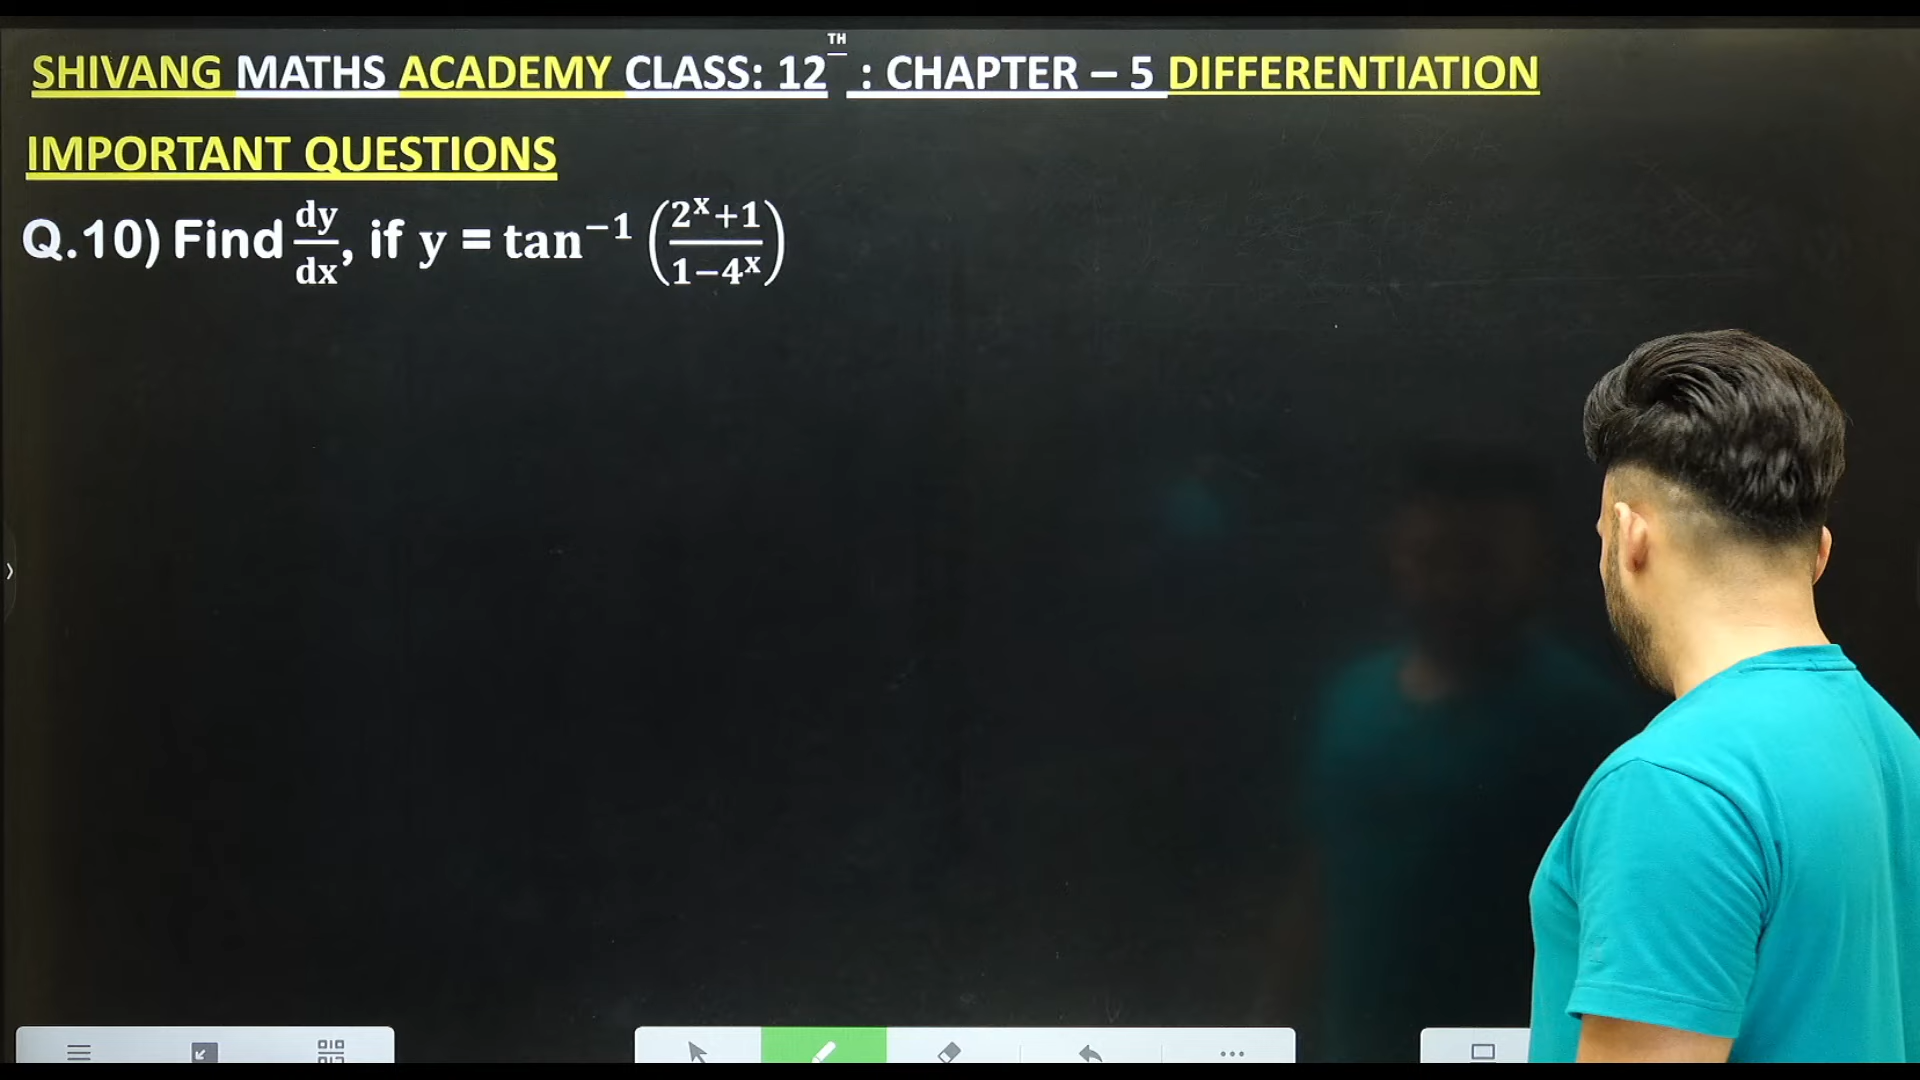 SHIVANG MATHS ACADEMY CLASS: 12TH : CHAPTER – 5 DIFFERENTIATION
IMPORTANT QUESTIONS
Q.10) Find dy/dx, if y = tan⁻¹ ((2ˣ+1)/(1−4ˣ))